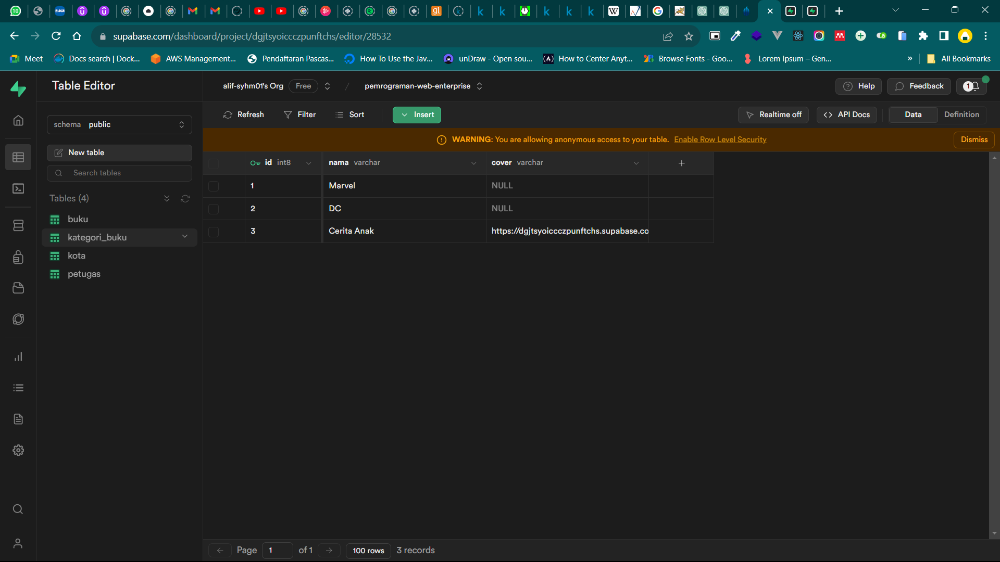 10
BCA
gl
W
supabase.com/dashboard/project/dgjtsyoiccczpunftchs/editor/28532
Meet
Docs search | Dock...
AWS Management...
Pendaftaran Pascas...
How To Use the Jav...
unDraw - Open sou...
How to Center Anyt...
Browse Fonts - Goo...
Lorem Ipsum – Gen...
»
All Bookmarks
Table Editor
alif-syhm01's Org
Free
/
pemrograman-web-enterprise
Help
Feedback
1
Refresh
Filter
Sort
Insert
Realtime off
<> API Docs
Data
Definition
schema public
New table
Search tables
Tables (4)
buku
kategori_buku
kota
petugas
WARNING: You are allowing anonymous access to your table. Enable Row Level Security
Dismiss
id int8
nama varchar
cover varchar
+
1
Marvel
NULL
2
DC
NULL
3
Cerita Anak
https://dgjtsyoiccczpunftchs.supabase.co
Page 1 of 1
100 rows
3 records